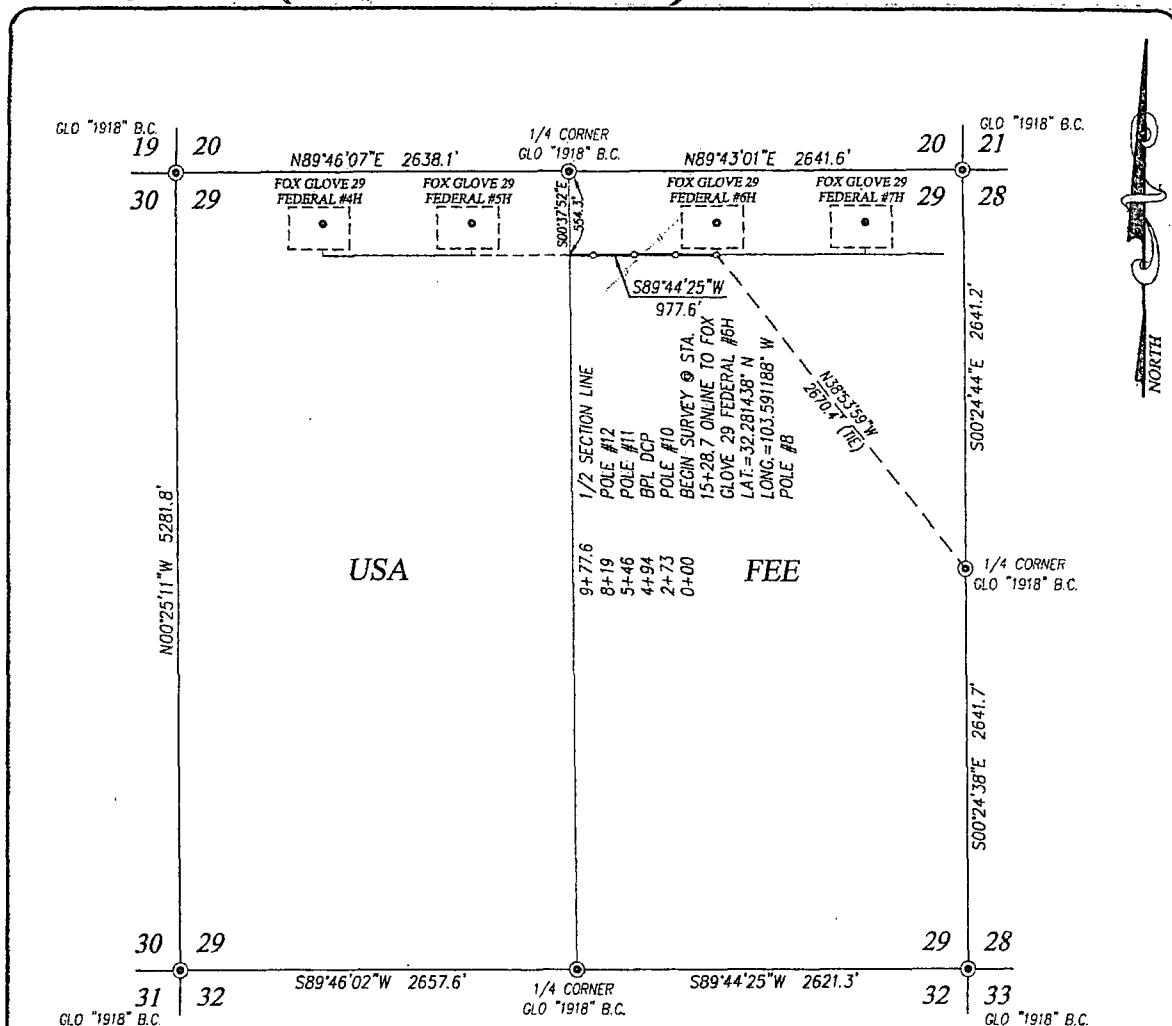 GLO "1918" B.C.
19 20
30 29
N89°46'07"E 2638.1'
1/4 CORNER
GLO "1918" B.C.
N89°43'01"E 2641.6'
GLO "1918" B.C.
20 21
29 28
FOX GLOVE 29
FEDERAL #4H
FOX GLOVE 29
FEDERAL #5H
FOX GLOVE 29
FEDERAL #6H
FOX GLOVE 29
FEDERAL #7H
S00°37'52"E
554.3'
S89°44'25"W
977.6'
N38°53'59"W
2670.4' (TIE)
S00°24'44"E 2641.2'
NORTH
9+77.6 1/2 SECTION LINE
8+19 POLE #12
5+46 POLE #11
4+94 BPL DCP
2+73 POLE #10
0+00 BEGIN SURVEY @ STA.
15+28.7 ONLINE TO FOX
GLOVE 29 FEDERAL #6H
LAT.=32.281438° N
LONG.=103.591188° W
POLE #8
N00°25'11"W 5281.8'
USA
FEE
1/4 CORNER
GLO "1918" B.C.
S00°24'38"E 2641.7'
30 29
31 32
GLO "1918" B.C.
S89°46'02"W 2657.6'
1/4 CORNER
GLO "1918" B.C.
S89°44'25"W 2621.3'
29 28
32 33
GLO "1918" B.C.